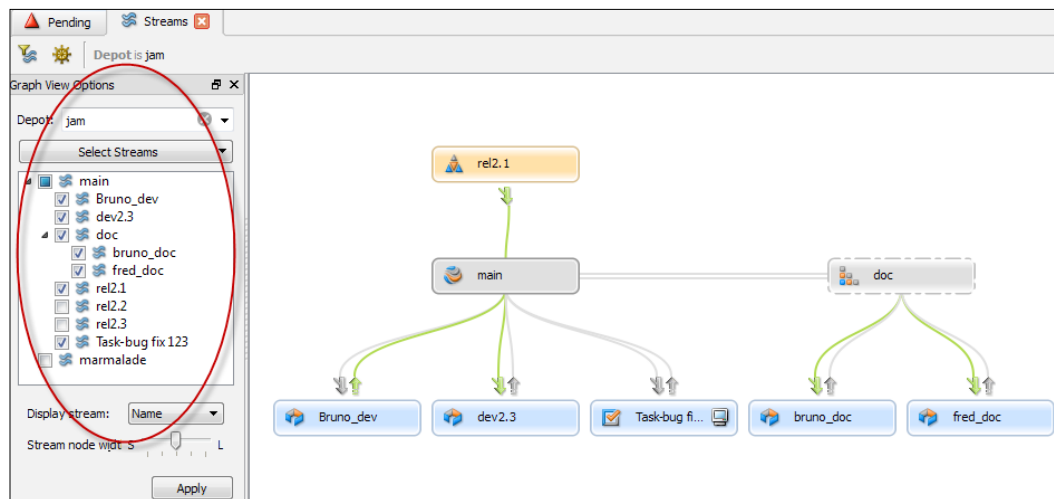 Pending
Streams
Depot is jam
Graph View Options
Depot: jam
Select Streams
main
Bruno_dev
dev2.3
doc
bruno_doc
fred_doc
rel2.1
rel2.2
rel2.3
Task-bug fix 123
marmalade
Display stream: Name
Stream node widt S L
Apply
rel2.1
main
doc
Bruno_dev
dev2.3
Task-bug fi...
bruno_doc
fred_doc